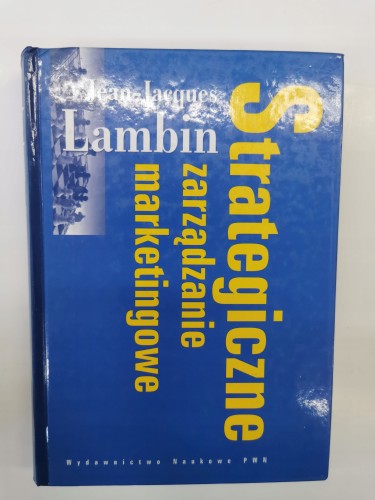 Jean-Jacques
Lambin
Strategiczne
zarządzanie
marketingowe
Wydawnictwo Naukowe PWN